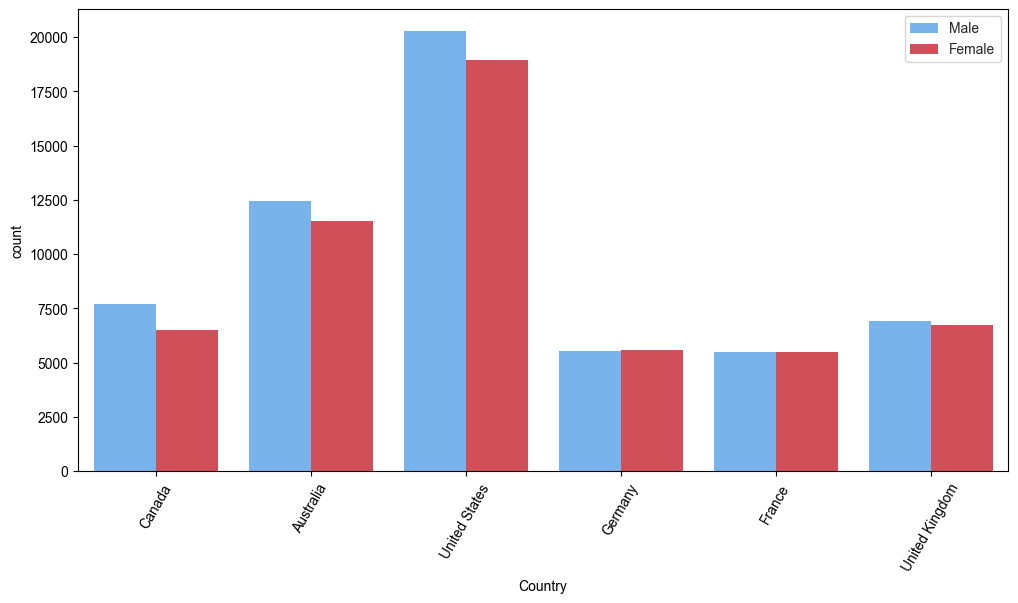 Male
Female
20000
17500
15000
12500
10000
7500
5000
2500
0
count
Canada
Australia
United States
Germany
France
United Kingdom
Country